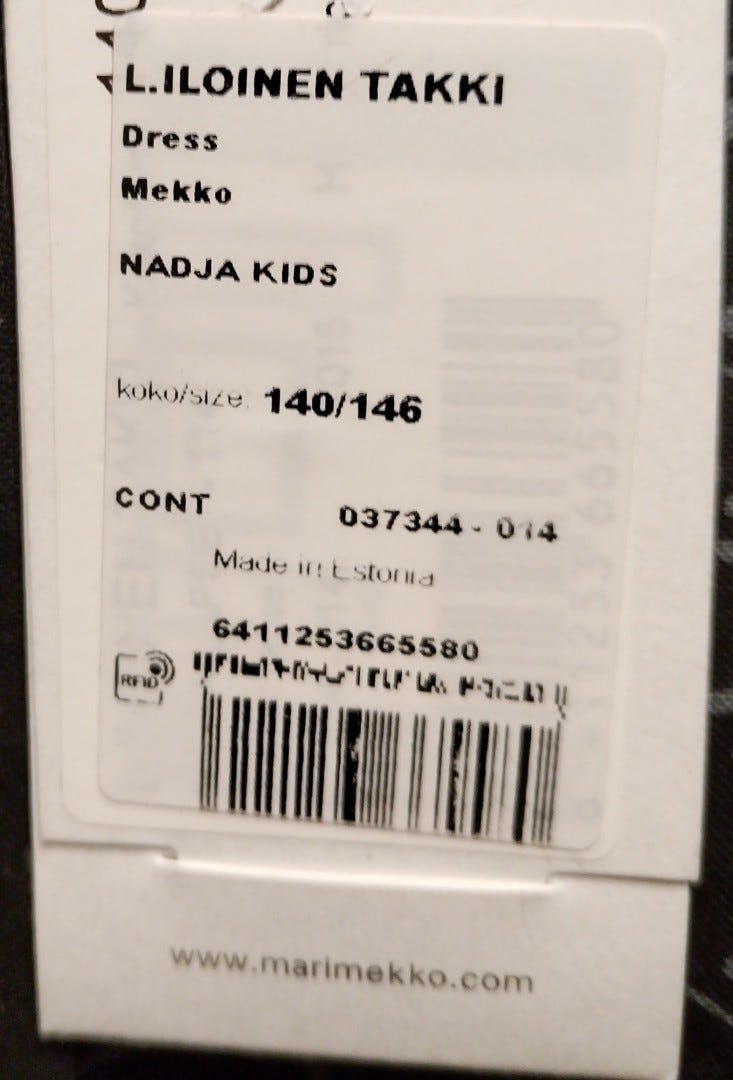 L.ILOINEN TAKKI
Dress
Mekko
NADJA KIDS
koko/size 140/146
CONT 037344-014
Made in Estonia
6411253665580
RFID
www.marimekko.com